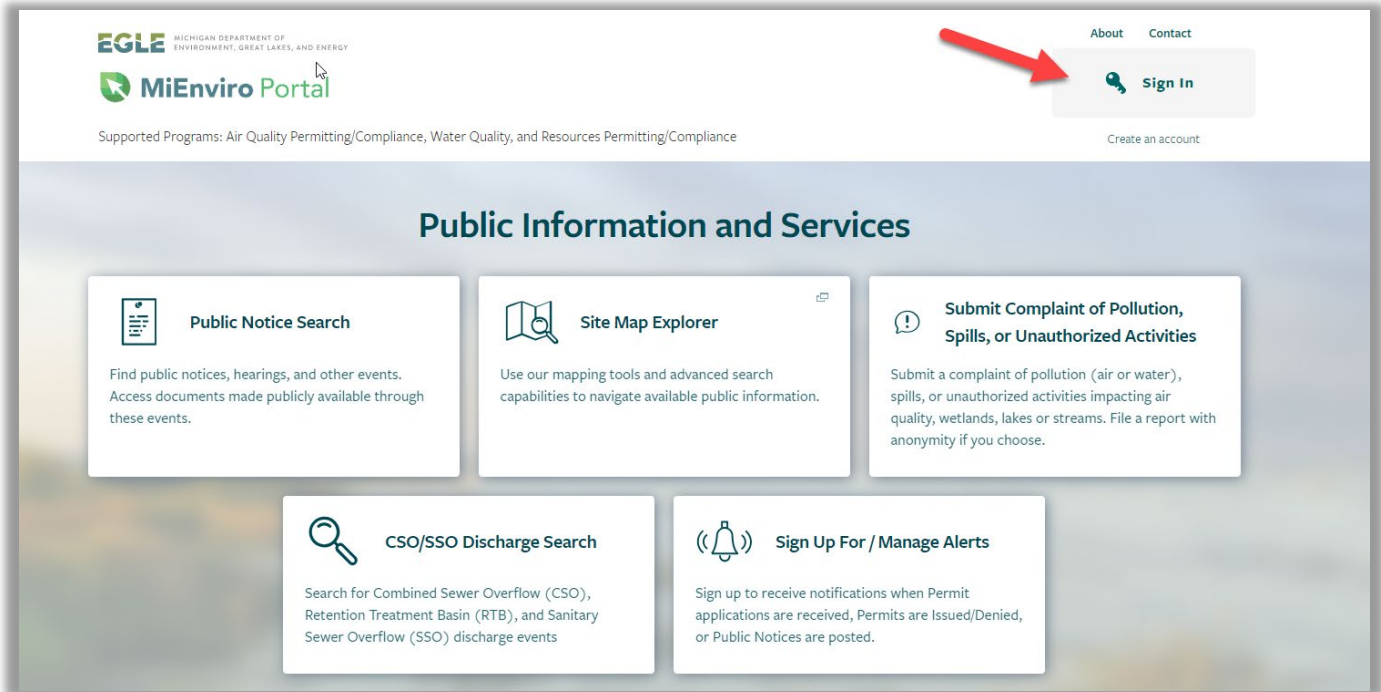 EGLE MICHIGAN DEPARTMENT OF
ENVIRONMENT, GREAT LAKES, AND ENERGY
MiEnviro Portal
About Contact
Sign In
Supported Programs: Air Quality Permitting/Compliance, Water Quality, and Resources Permitting/Compliance
Create an account
Public Information and Services
Public Notice Search
Find public notices, hearings, and other events.
Access documents made publicly available through
these events.
Site Map Explorer
Use our mapping tools and advanced search
capabilities to navigate available public information.
Submit Complaint of Pollution,
Spills, or Unauthorized Activities
Submit a complaint of pollution (air or water),
spills, or unauthorized activities impacting air
quality, wetlands, lakes or streams. File a report with
anonymity if you choose.
CSO/SSO Discharge Search
Search for Combined Sewer Overflow (CSO),
Retention Treatment Basin (RTB), and Sanitary
Sewer Overflow (SSO) discharge events
Sign Up For / Manage Alerts
Sign up to receive notifications when Permit
applications are received, Permits are Issued/Denied,
or Public Notices are posted.